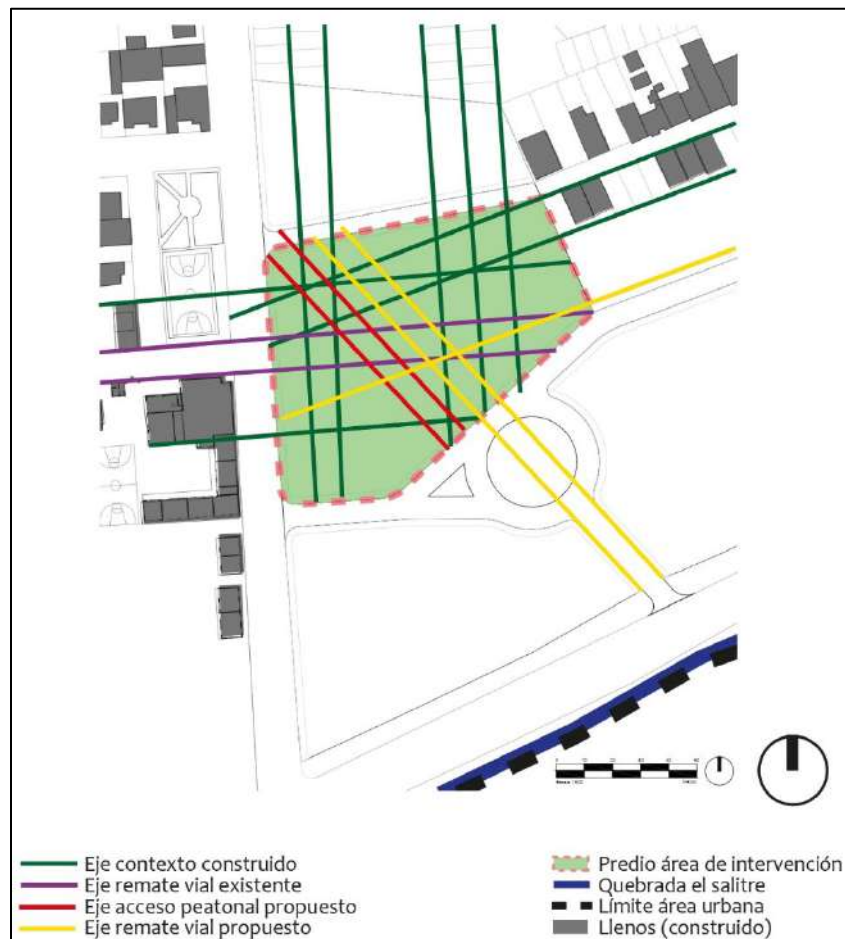 Eje contexto construido
Eje remate vial existente
Eje acceso peatonal propuesto
Eje remate vial propuesto
Predio área de intervención
Quebrada el salitre
Límite área urbana
Llenos (construido)